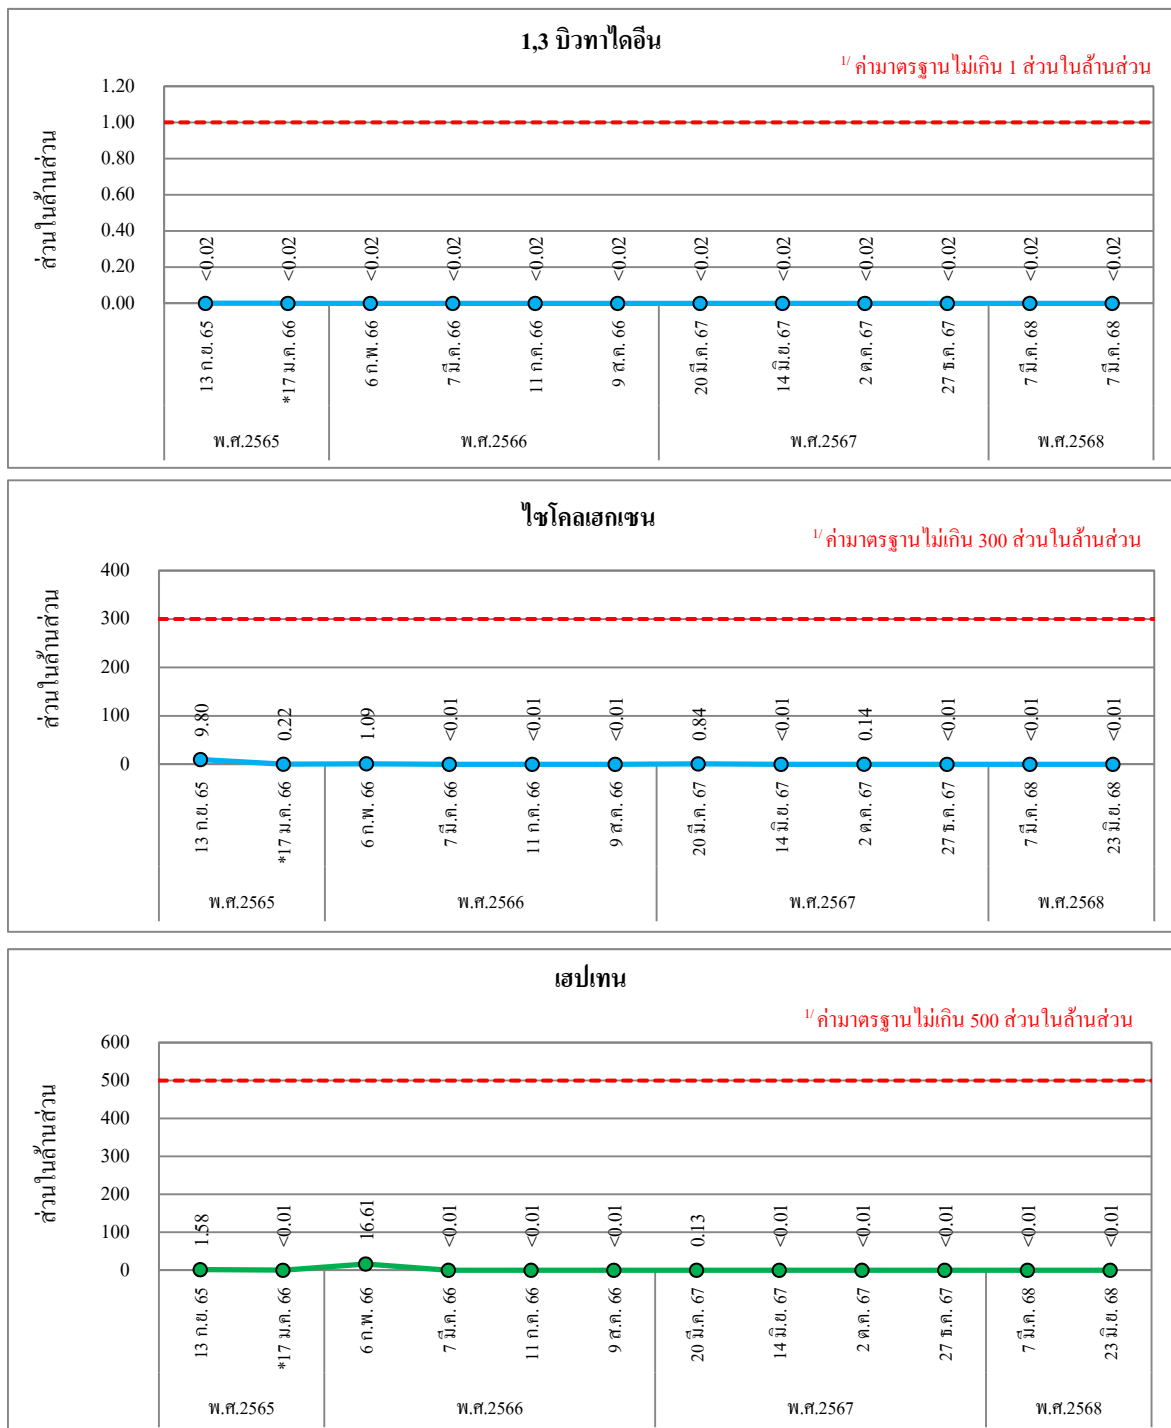 1,3 บิวทาไดอีน
1/ ค่ามาตรฐานไม่เกิน 1 ส่วนในล้านส่วน
ส่วนในล้านส่วน
1.20
1.00
0.80
0.60
0.40
0.20
0.00
<0.02 <0.02 <0.02 <0.02 <0.02 <0.02 <0.02 <0.02 <0.02 <0.02 <0.02 <0.02
13 ก.ย. 65 *17 ม.ค. 66 6 ก.พ. 66 7 มี.ค. 66 11 ก.ค. 66 9 ส.ค. 66 20 มี.ค. 67 14 มิ.ย. 67 2 ต.ค. 67 27 ธ.ค. 67 7 มี.ค. 68 7 มี.ค. 68
พ.ศ.2565 พ.ศ.2566 พ.ศ.2567 พ.ศ.2568
ไซโคลเฮกเซน
1/ ค่ามาตรฐานไม่เกิน 300 ส่วนในล้านส่วน
ส่วนในล้านส่วน
400
300
200
100
0
9.80 0.22 1.09 <0.01 <0.01 <0.01 0.84 <0.01 0.14 <0.01 <0.01 <0.01
13 ก.ย. 65 *17 ม.ค. 66 6 ก.พ. 66 7 มี.ค. 66 11 ก.ค. 66 9 ส.ค. 66 20 มี.ค. 67 14 มิ.ย. 67 2 ต.ค. 67 27 ธ.ค. 67 7 มี.ค. 68 23 มิ.ย. 68
พ.ศ.2565 พ.ศ.2566 พ.ศ.2567 พ.ศ.2568
เฮปเทน
1/ ค่ามาตรฐานไม่เกิน 500 ส่วนในล้านส่วน
ส่วนในล้านส่วน
600
500
400
300
200
100
0
1.58 <0.01 16.61 <0.01 <0.01 <0.01 0.13 <0.01 <0.01 <0.01 <0.01 <0.01
13 ก.ย. 65 *17 ม.ค. 66 6 ก.พ. 66 7 มี.ค. 66 11 ก.ค. 66 9 ส.ค. 66 20 มี.ค. 67 14 มิ.ย. 67 2 ต.ค. 67 27 ธ.ค. 67 7 มี.ค. 68 23 มิ.ย. 68
พ.ศ.2565 พ.ศ.2566 พ.ศ.2567 พ.ศ.2568